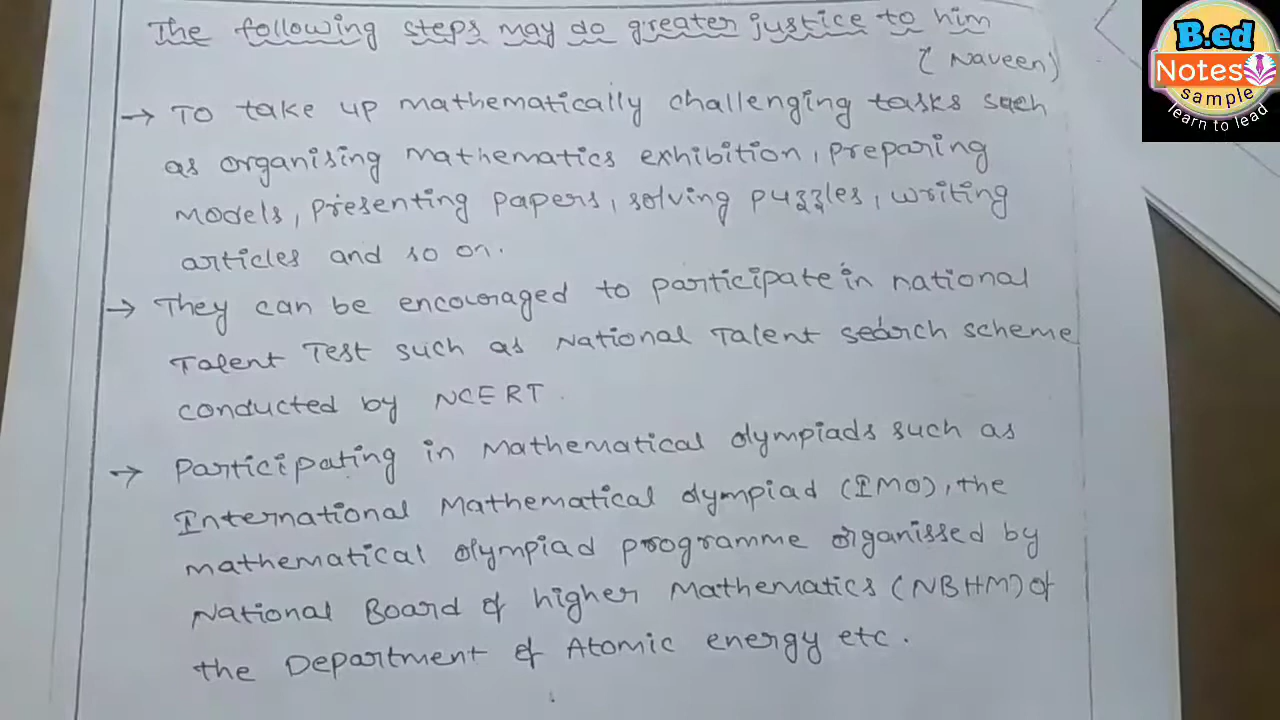 The following steps may do greater justice to him
(Naveen)
→ To take up mathematically challenging tasks such
as organising mathematics exhibition, preparing
models, presenting papers, solving puzzles, writing
articles and so on.
→ They can be encouraged to participate in national
Talent Test such as National Talent search scheme
conducted by NCERT.
→ Participating in Mathematical olympiads such as
International Mathematical olympiad (IMO), the
mathematical olympiad programme organissed by
National Board of higher Mathematics (NBHM) of
the Department of Atomic energy etc.
B.ed
Notes
sample
learn to lead